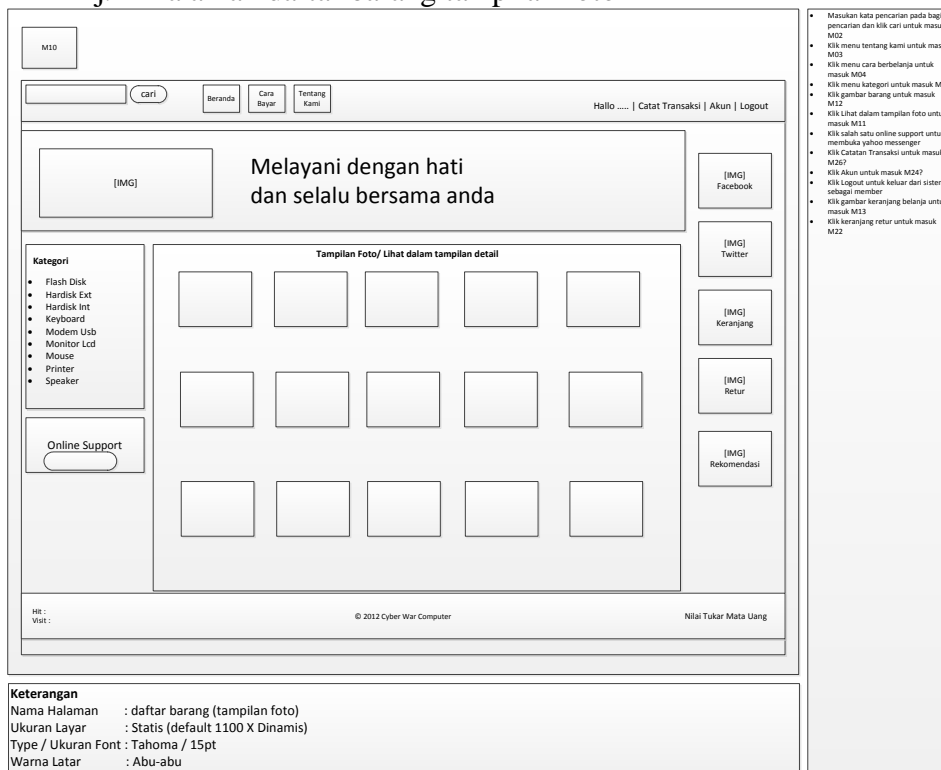 M10
cari
Beranda
Cara
Bayar
Tentang
Kami
Hallo ..... | Catat Transaksi | Akun | Logout
[IMG]
Melayani dengan hati
dan selalu bersama anda
[IMG]
Facebook
[IMG]
Twitter
[IMG]
Keranjang
[IMG]
Retur
[IMG]
Rekomendasi
Kategori
• Flash Disk
• Hardisk Ext
• Hardisk Int
• Keyboard
• Modem Usb
• Monitor Lcd
• Mouse
• Printer
• Speaker
Online Support
Tampilan Foto/ Lihat dalam tampilan detail
Hit :
Visit :
© 2012 Cyber War Computer
Nilai Tukar Mata Uang
• Masukan kata pencarian pada
pencarian dan klik cari untuk
M02
• Klik menu tentang kami untuk
M03
• Klik menu cara berbelanja untuk
masuk M04
• Klik menu kategori untuk masuk
• Klik gambar barang untuk masuk
M12
• Klik Lihat dalam tampilan foto
masuk M11
• Klik salah satu online support
membuka yahoo messenger
• Klik Catatan Transaksi untuk
M26?
• Klik Akun untuk masuk M24?
• Klik Logout untuk keluar dari
sebagai member
• Klik gambar keranjang belanja
masuk M13
• Klik keranjang retur untuk masuk
M22
Keterangan
Nama Halaman : daftar barang (tampilan foto)
Ukuran Layar : Statis (default 1100 X Dinamis)
Type / Ukuran Font : Tahoma / 15pt
Warna Latar : Abu-abu